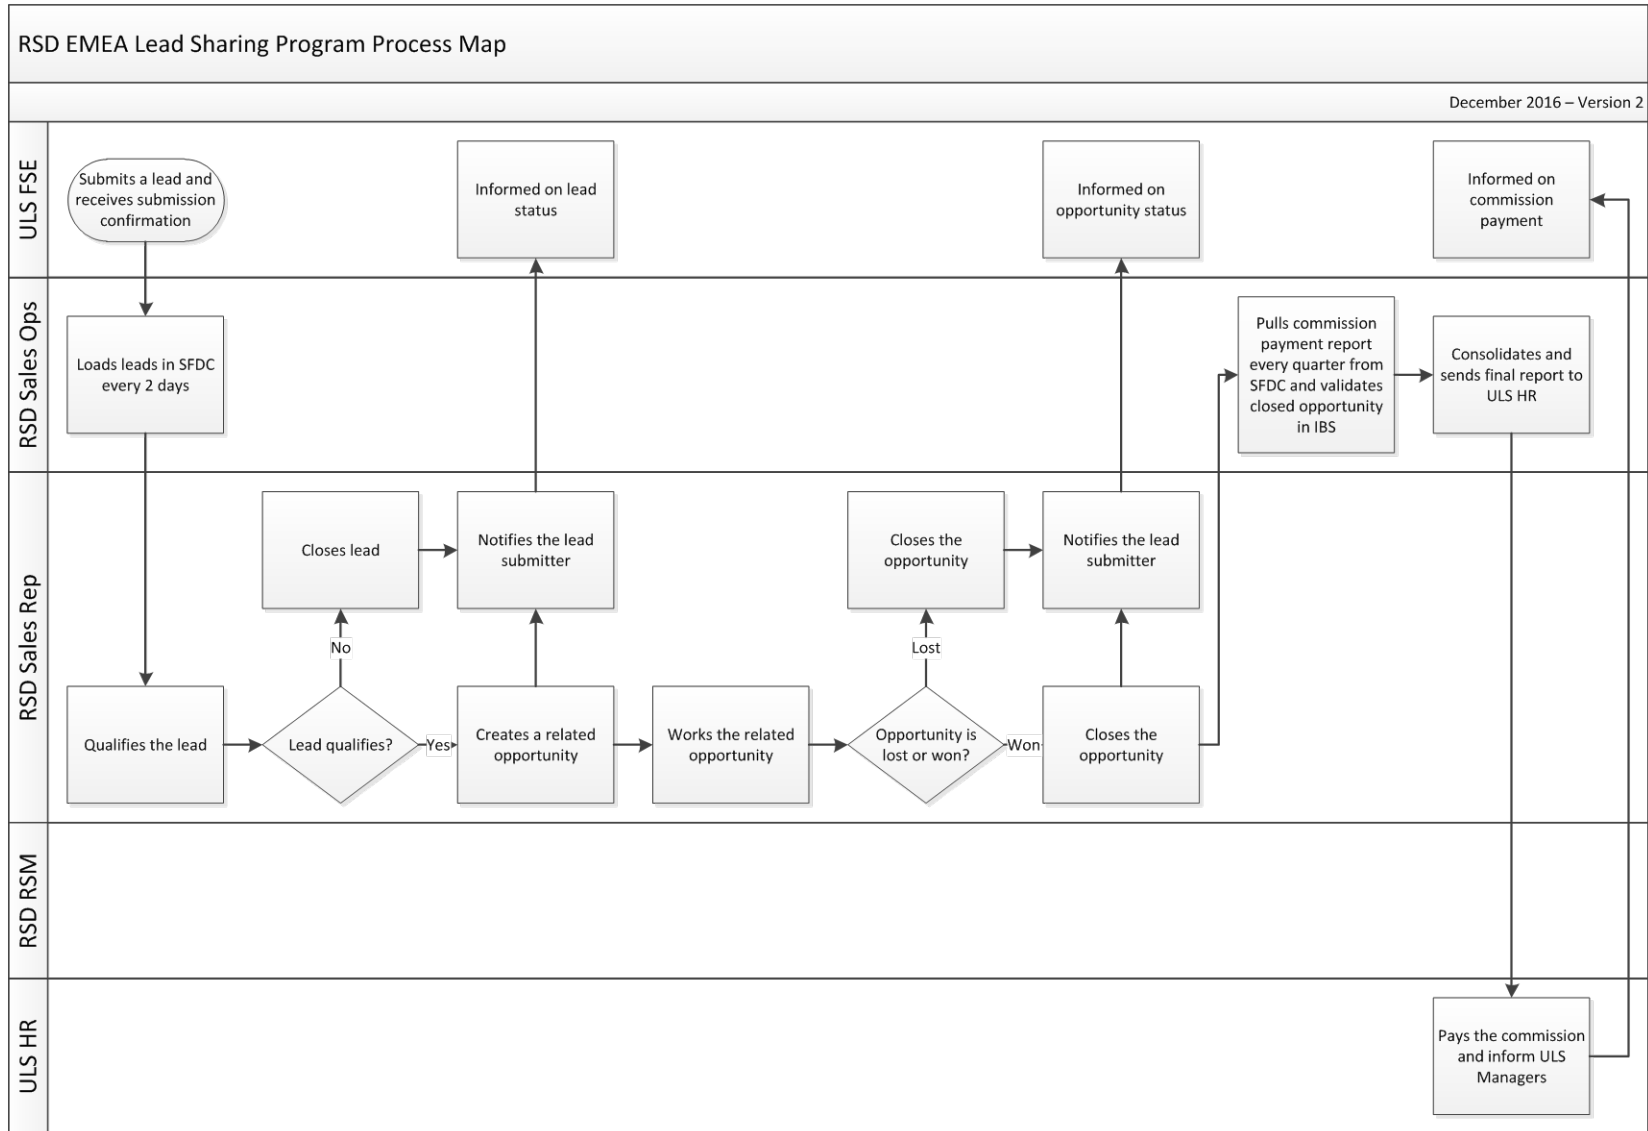 RSD EMEA Lead Sharing Program Process Map
December 2016 – Version 2
ULS FSE
Submits a lead and
receives submission
confirmation
Informed on lead
status
Informed on
opportunity status
Informed on
commission
payment
RSD Sales Ops
Loads leads in SFDC
every 2 days
Pulls commission
payment report
every quarter from
SFDC and validates
closed opportunity
in IBS
Consolidates and
sends final report to
ULS HR
RSD Sales Rep
Closes lead
Notifies the lead
submitter
Closes the
opportunity
Notifies the lead
submitter
No
Lost
Qualifies the lead
Lead qualifies?
Yes
Creates a related
opportunity
Works the related
opportunity
Opportunity is
lost or won?
Won
Closes the
opportunity
RSD RSM
ULS HR
Pays the commission
and inform ULS
Managers